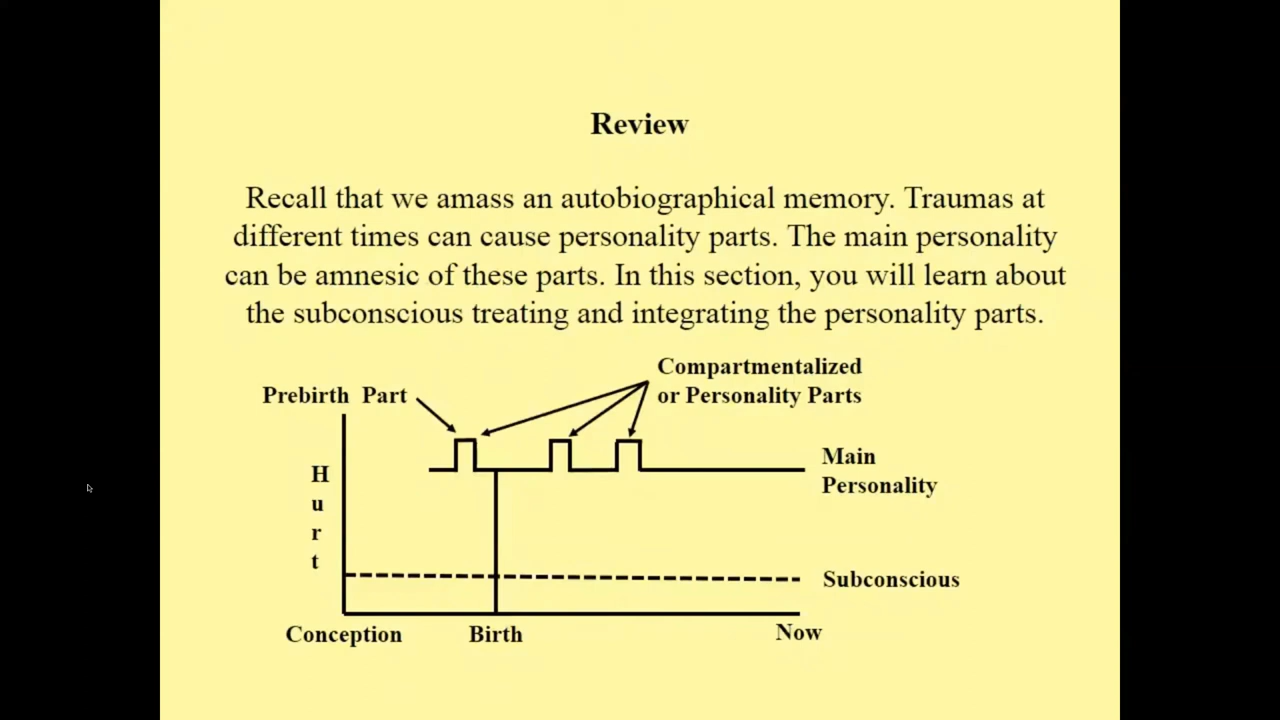 Review
Recall that we amass an autobiographical memory. Traumas at
different times can cause personality parts. The main personality
can be amnesic of these parts. In this section, you will learn about
the subconscious treating and integrating the personality parts.
Compartmentalized
or Personality Parts
Prebirth Part
Main
Personality
Hurt
Subconscious
Conception
Birth
Now